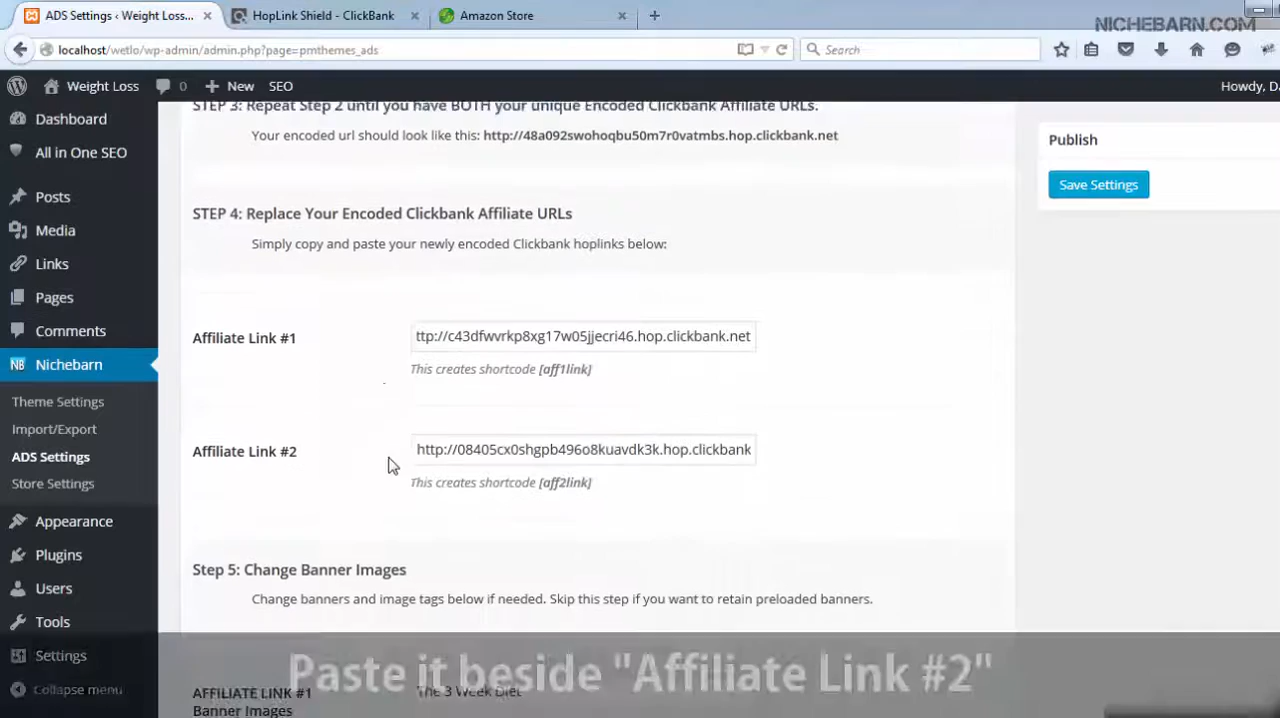 ADS Settings ‹ Weight Loss...
HopLink Shield - ClickBank
Amazon Store
NICHEBARN.COM
localhost/wetlo/wp-admin/admin.php?page=pmthemes_ads
Search
Weight Loss
0
New
SEO
Howdy, Da
Dashboard
All in One SEO
Posts
Media
Links
Pages
Comments
Nichebarn
Theme Settings
Import/Export
ADS Settings
Store Settings
Appearance
Plugins
Users
Tools
Settings
Collapse menu
STEP 3: Repeat Step 2 until you have BOTH your unique Encoded Clickbank Affiliate URLs.
Your encoded url should look like this: http://48a092swohoqbu50m7r0vatmbs.hop.clickbank.net
STEP 4: Replace Your Encoded Clickbank Affiliate URLs
Simply copy and paste your newly encoded Clickbank hoplinks below:
Affiliate Link #1
ttp://c43dfwvrkp8xg17w05jjecri46.hop.clickbank.net
This creates shortcode [aff1link]
Affiliate Link #2
http://08405cx0shgpb496o8kuavdk3k.hop.clickbank
This creates shortcode [aff2link]
Step 5: Change Banner Images
Change banners and image tags below if needed. Skip this step if you want to retain preloaded banners.
AFFILIATE LINK #1
Banner Images
The 3 Week Diet
Publish
Save Settings
Paste it beside "Affiliate Link #2"